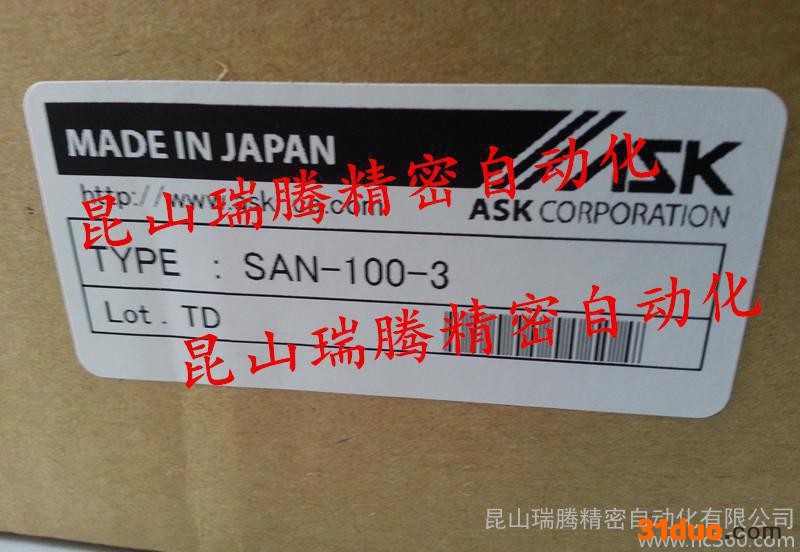 MADE IN JAPAN
ASK
http://www.
ASK CORPORATION
昆山瑞腾精密自动化
TYPE : SAN-100-3
Lot . TD
昆山瑞腾精密自动化
昆山瑞腾精密自动化有限公司
31duo.com